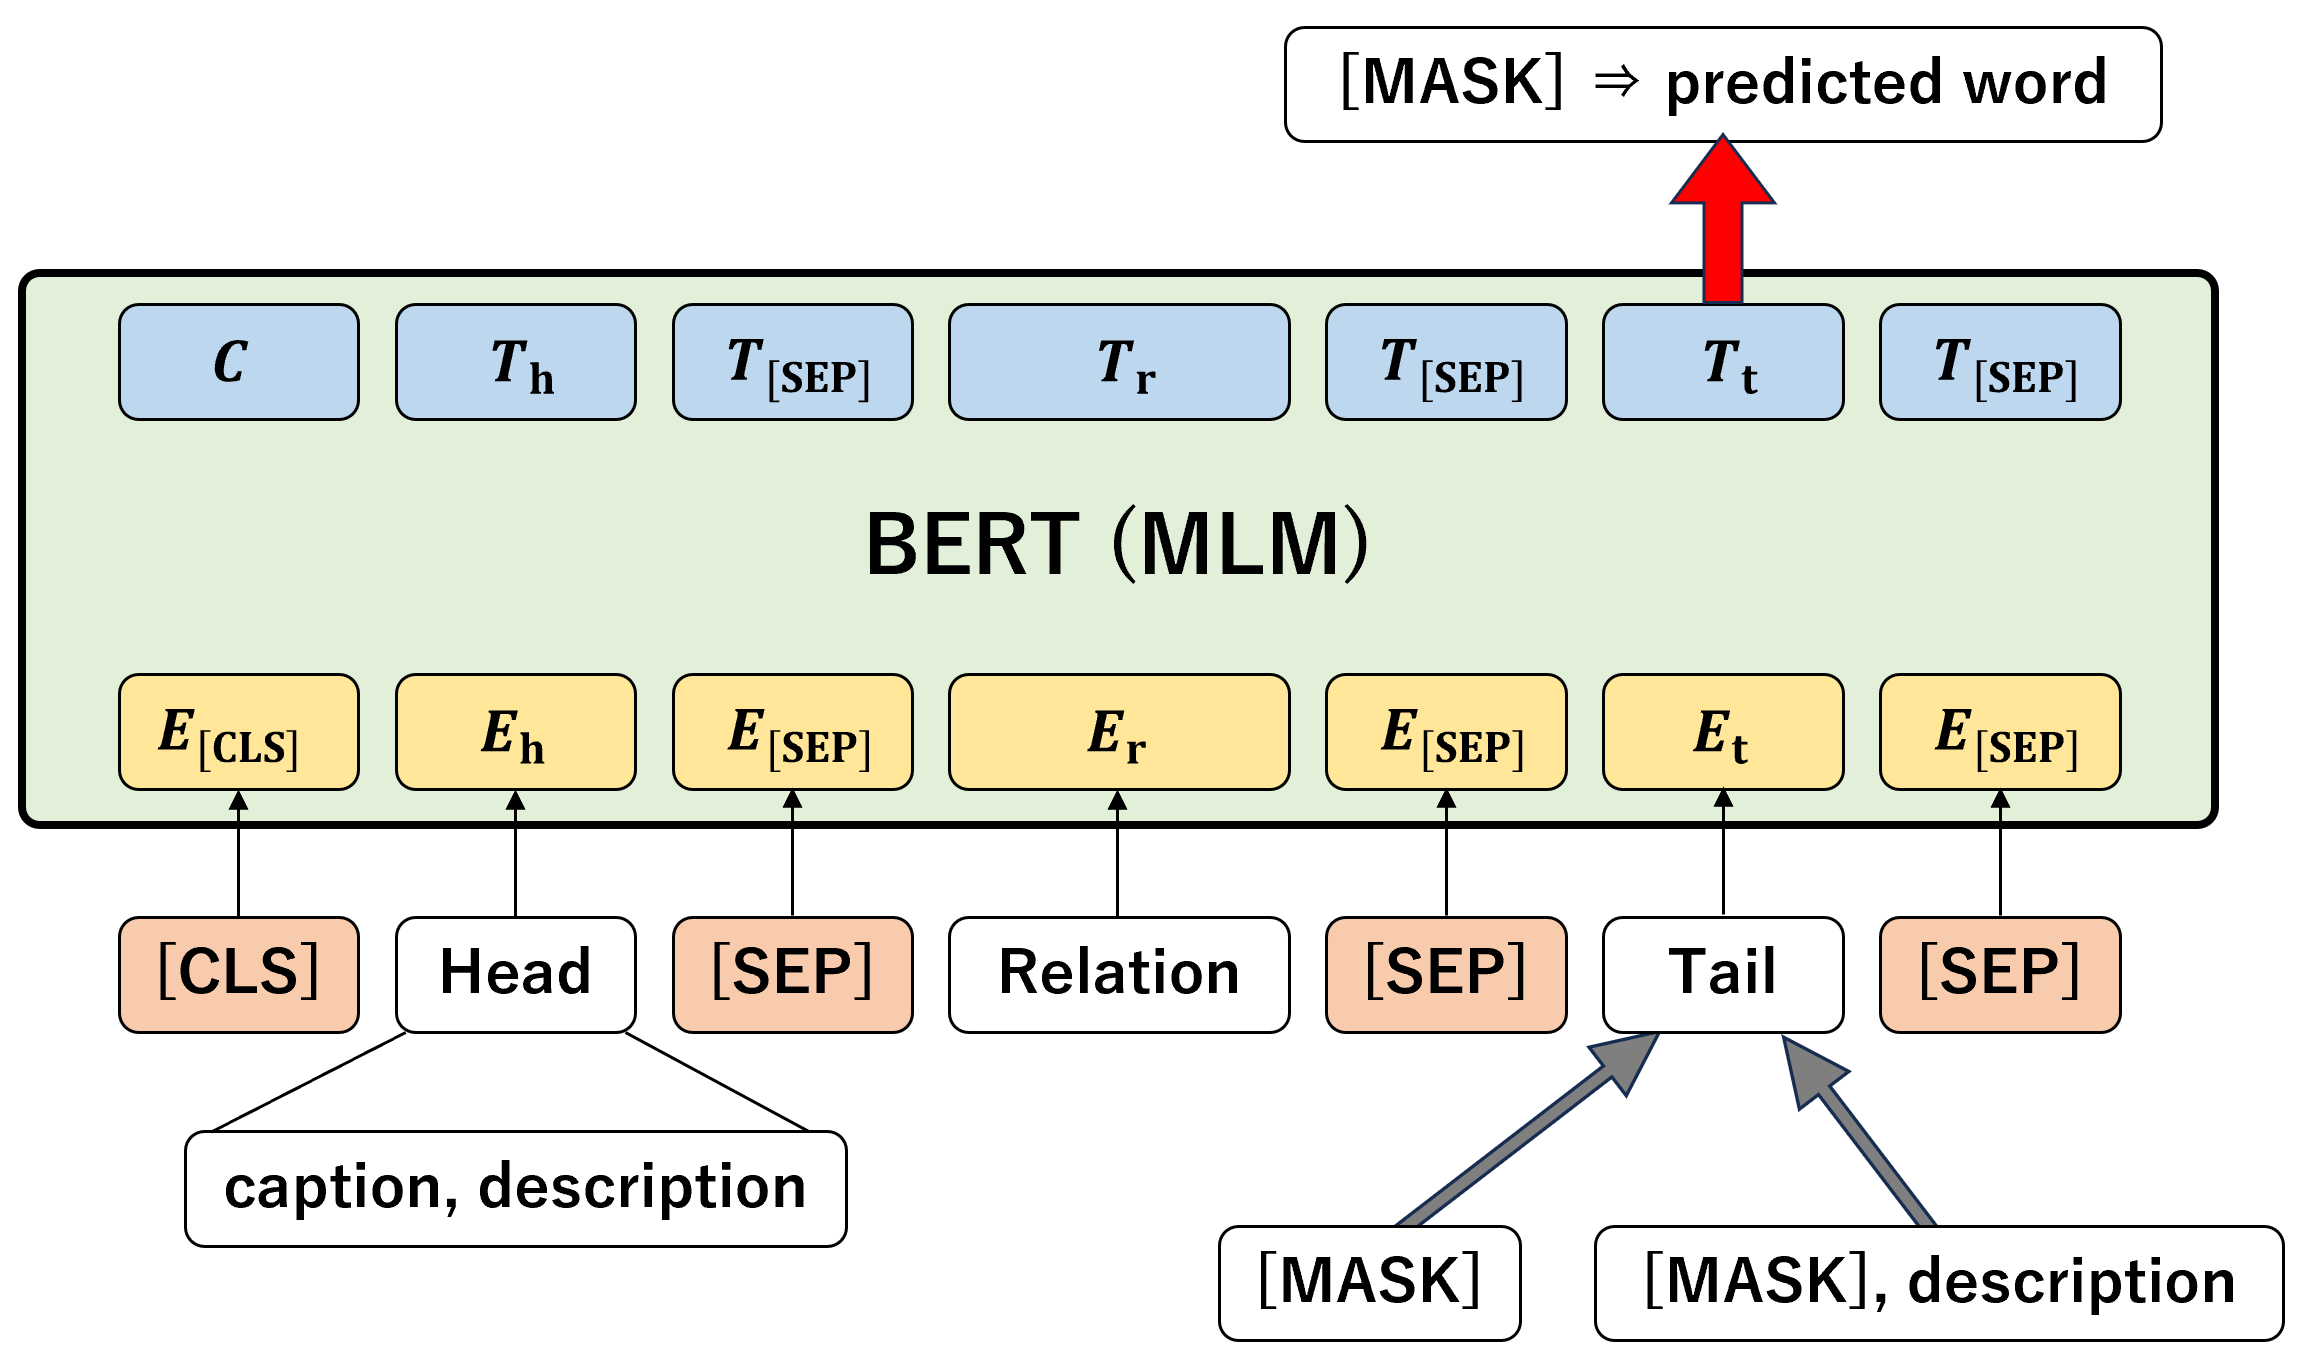 [MASK] ⇒ predicted word
C T_h T_[SEP] T_r T_[SEP] T_t T_[SEP]
BERT (MLM)
E_[CLS] E_h E_[SEP] E_r E_[SEP] E_t E_[SEP]
[CLS] Head [SEP] Relation [SEP] Tail [SEP]
caption, description
[MASK] [MASK], description